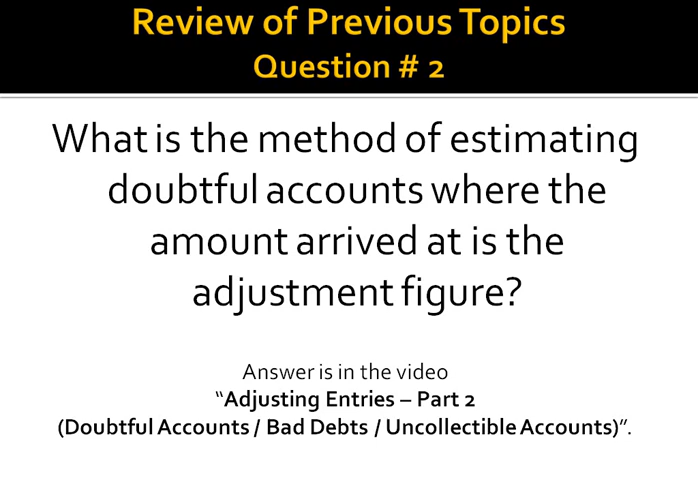 Review of Previous Topics
Question # 2
What is the method of estimating
doubtful accounts where the
amount arrived at is the
adjustment figure?
Answer is in the video
“Adjusting Entries – Part 2
(Doubtful Accounts / Bad Debts / Uncollectible Accounts)”.